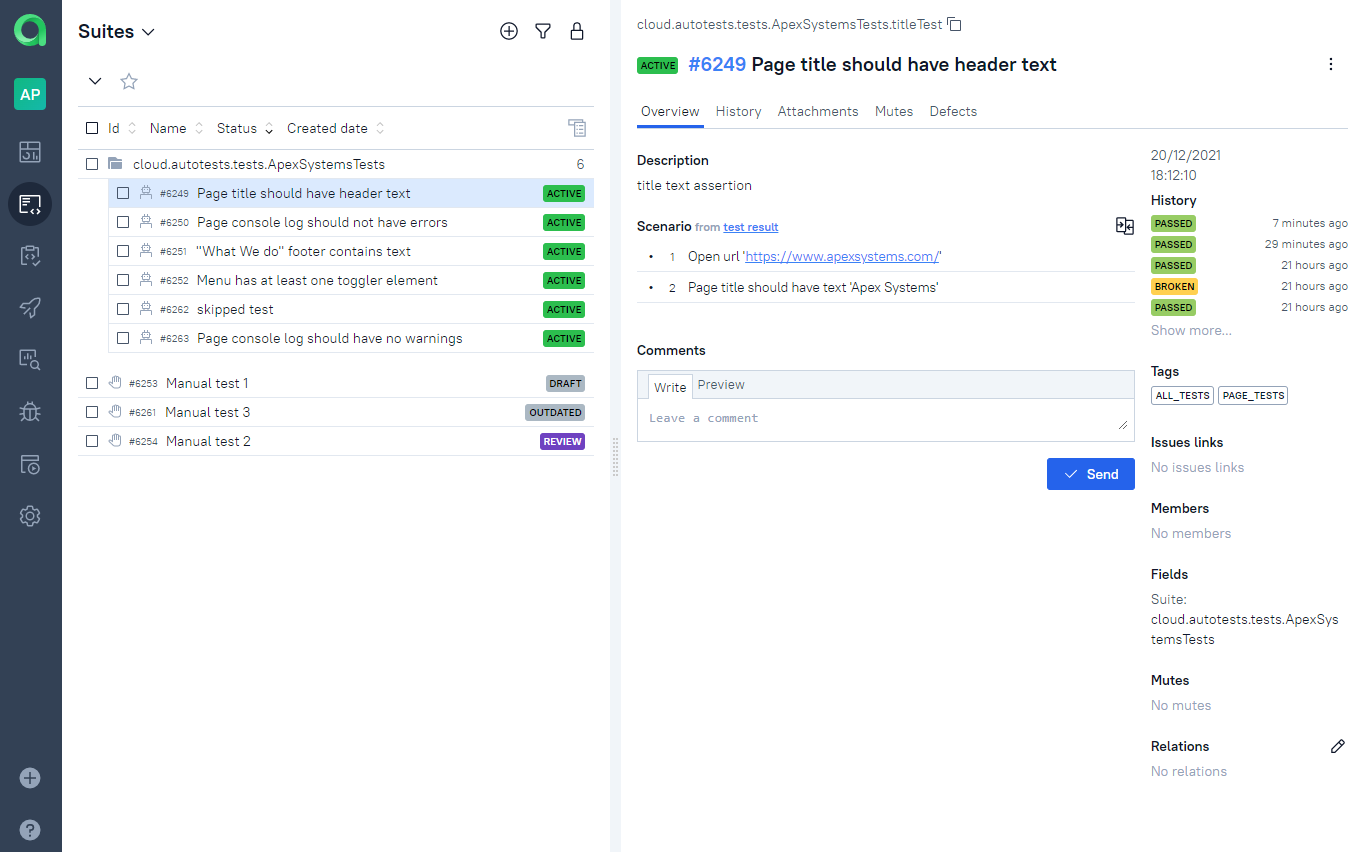 AP
Suites
Id Name Status Created date
cloud.autotests.tests.ApexSystemsTests 6
#6249 Page title should have header text ACTIVE
#6250 Page console log should not have errors ACTIVE
#6251 "What We do" footer contains text ACTIVE
#6252 Menu has at least one toggler element ACTIVE
#6262 skipped test ACTIVE
#6263 Page console log should have no warnings ACTIVE
#6253 Manual test 1 DRAFT
#6261 Manual test 3 OUTDATED
#6254 Manual test 2 REVIEW
cloud.autotests.tests.ApexSystemsTests.titleTest
ACTIVE #6249 Page title should have header text
Overview History Attachments Mutes Defects
Description
title text assertion
Scenario from test result
• 1 Open url 'https://www.apexsystems.com/'
• 2 Page title should have text 'Apex Systems'
Comments
Write Preview
Leave a comment
Send
20/12/2021
18:12:10
History
PASSED 7 minutes ago
PASSED 29 minutes ago
PASSED 21 hours ago
BROKEN 21 hours ago
PASSED 21 hours ago
Show more...
Tags
ALL_TESTS PAGE_TESTS
Issues links
No issues links
Members
No members
Fields
Suite:
cloud.autotests.tests.ApexSys
temsTests
Mutes
No mutes
Relations
No relations